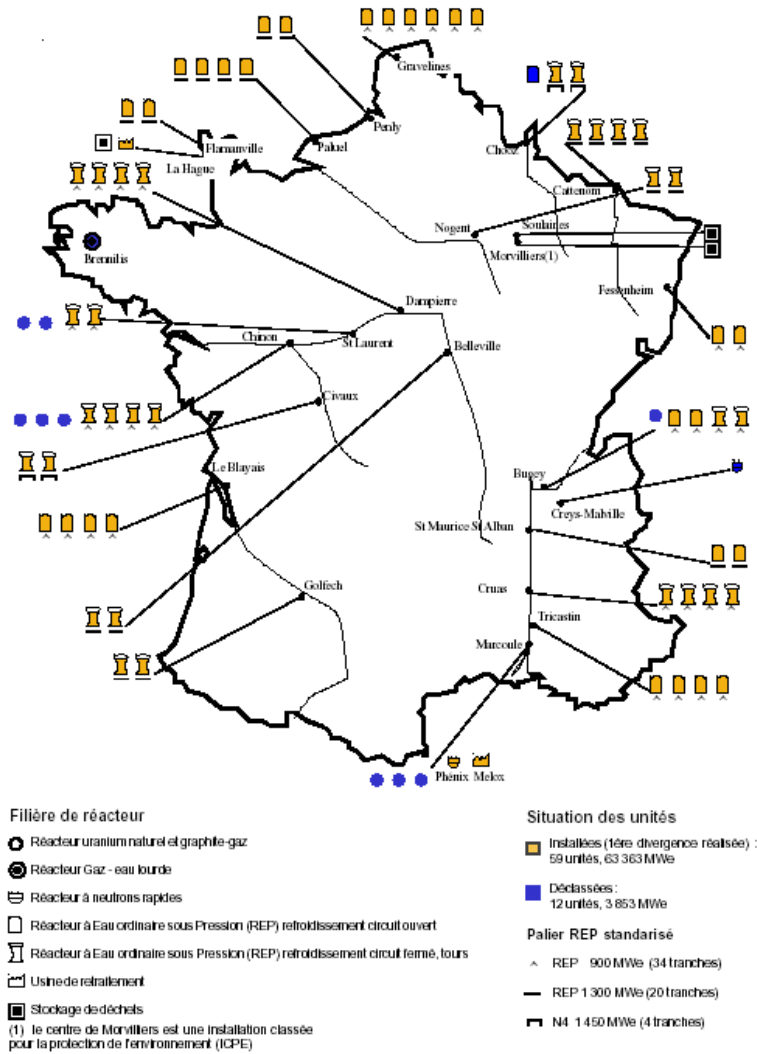 Gravelines
Penly
Paluel
Flamanville
La Hague
Chooz
Cattenom
Nogent
Soulaines
Morvilliers(1)
Brennilis
Fessenheim
Dampierre
Chinon
St Laurent
Belleville
Civaux
Le Blayais
Bugey
Creys-Malville
St Maurice St Alban
Golfech
Cruas
Tricastin
Marcoule
Phénix Melox
Filière de réacteur
Réacteur uranium naturel et graphite-gaz
Réacteur Gaz - eau lourde
Réacteur à neutrons rapides
Réacteur à Eau ordinaire sous Pression (REP) refroidissement circuit ouvert
Réacteur à Eau ordinaire sous Pression (REP) refroidissement circuit fermé, tours
Usine de retraitement
Stockage de déchets
(1) le centre de Morvilliers est une installation classée
pour la protection de l'environnement (ICPE)
Situation des unités
Installées (1ère divergence réalisée) :
59 unités, 63 363 MWe
Déclassées :
12 unités, 3 853 MWe
Palier REP standarisé
REP 900 MWe (34 tranches)
REP 1 300 MWe (20 tranches)
N4 1 450 MWe (4 tranches)